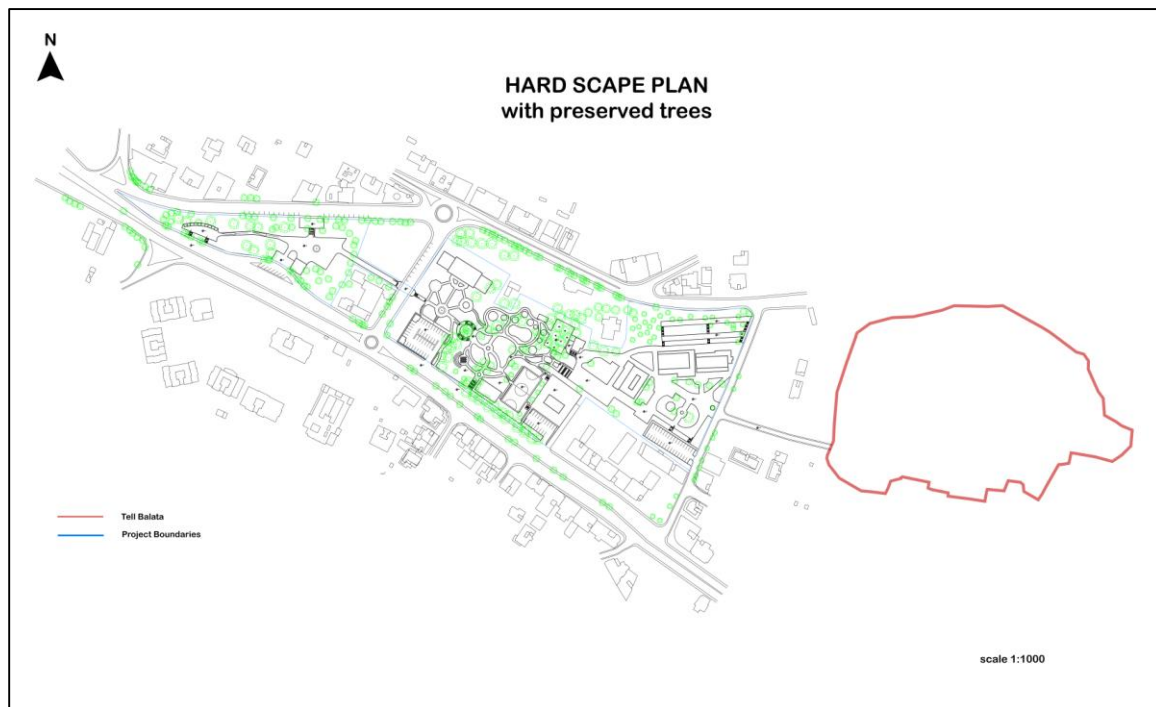 N
HARD SCAPE PLAN
with preserved trees
Tell Balata
Project Boundaries
scale 1:1000